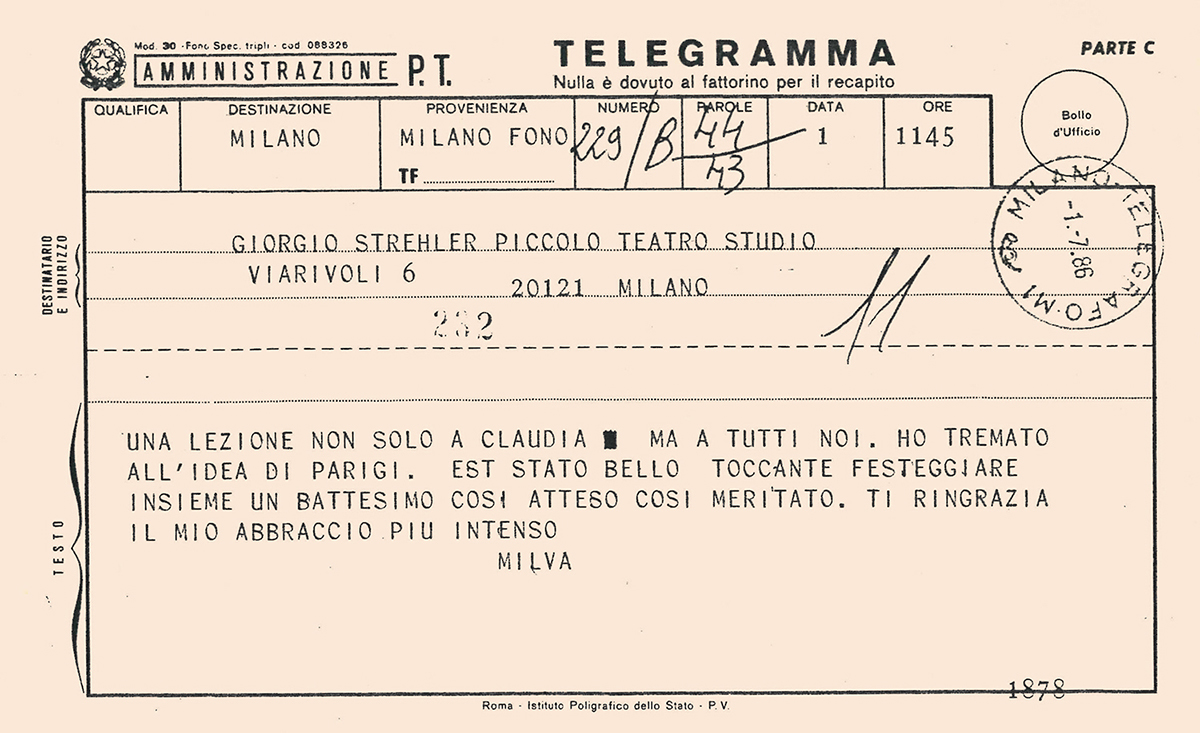 Mod. 30 - Fono Spec. tripli - cod 088326
AMMINISTRAZIONE P.T.
TELEGRAMMA
Nulla è dovuto al fattorino per il recapito
PARTE C
QUALIFICA DESTINAZIONE PROVENIENZA NUMERO PAROLE DATA ORE
MILANO MILANO FONO 229/B 44 1 1145
43
TF
Bollo
d'Ufficio
MILANO-TELEGRAFO·M1
-1.-7.86
DESTINATARIO
E INDIRIZZO
GIORGIO STREHLER PICCOLO TEATRO STUDIO
VIARIVOLI 6
20121 MILANO
232
TESTO
UNA LEZIONE NON SOLO A CLAUDIA MA A TUTTI NOI. HO TREMATO
ALL'IDEA DI PARIGI. EST STATO BELLO TOCCANTE FESTEGGIARE
INSIEME UN BATTESIMO COSI ATTESO COSI MERITATO. TI RINGRAZIA
IL MIO ABBRACCIO PIU INTENSO
MILVA
1878
Roma - Istituto Poligrafico dello Stato - P.V.